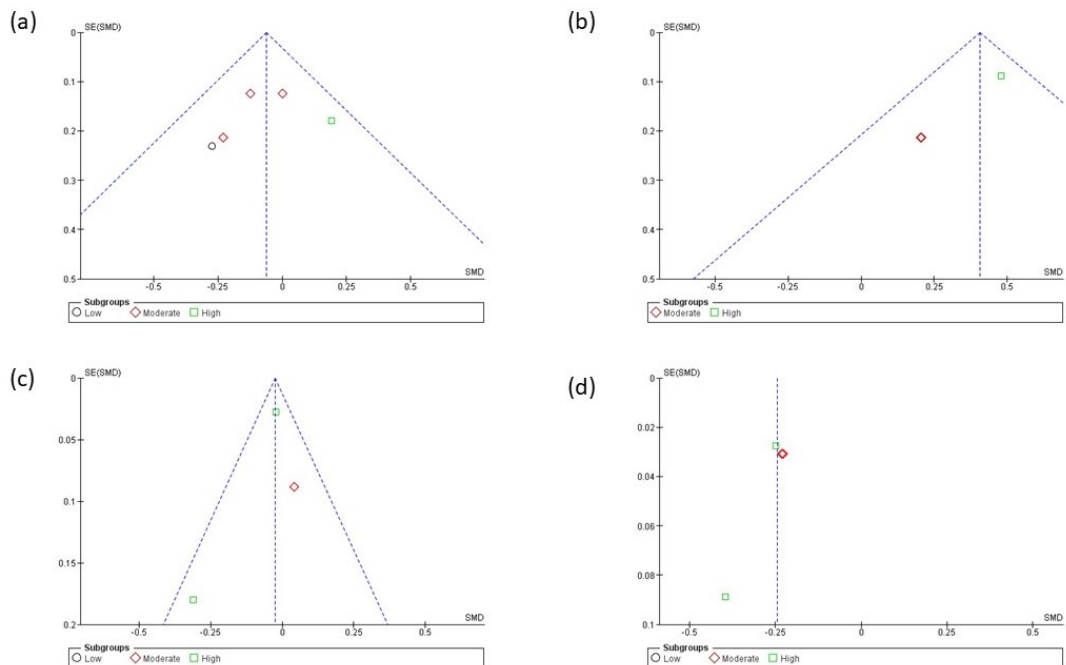 (a)
SE(SMD)
0
0.1
0.2
0.3
0.4
0.5
-0.5
-0.25
0
0.25
0.5
SMD
Subgroups
Low Moderate High
(b)
SE(SMD)
0
0.1
0.2
0.3
0.4
0.5
-0.5
-0.25
0
0.25
0.5
SMD
Subgroups
Moderate High
(c)
SE(SMD)
0
0.05
0.1
0.15
0.2
-0.5
-0.25
0
0.25
0.5
SMD
Subgroups
Low Moderate High
(d)
SE(SMD)
0
0.02
0.04
0.06
0.08
0.1
-0.5
-0.25
0
0.25
0.5
SMD
Subgroups
Low Moderate High